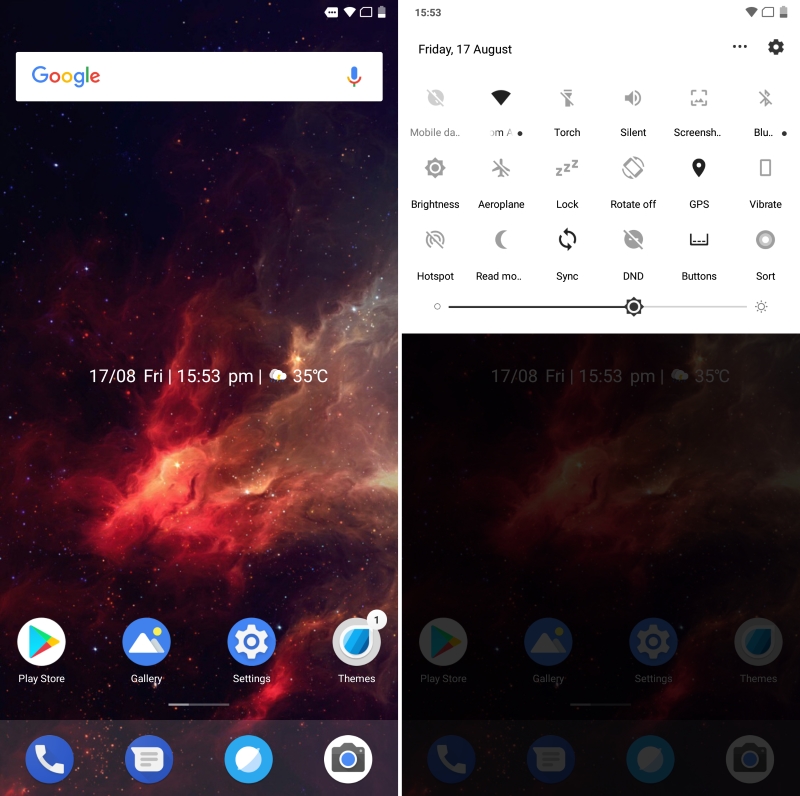 Google
17/08 Fri | 15:53 pm | 35℃
1
Play Store Gallery Settings Themes
15:53
Friday, 17 August
Mobile da.. om Torch Silent Screensh.. Blu..
Brightness Aeroplane Lock Rotate off GPS Vibrate
Hotspot Read mo.. Sync DND Buttons Sort
17/08 Fri | 15:53 pm | 35℃
Play Store Gallery Settings Themes